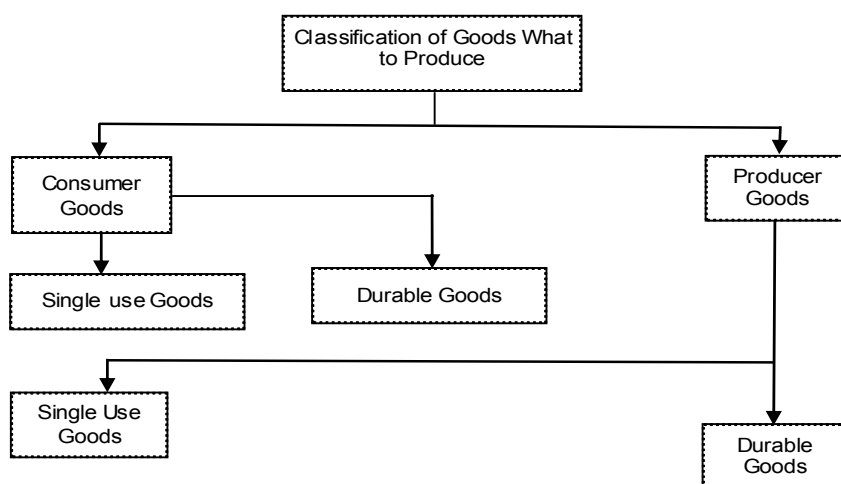 Classification of Goods What
to Produce
Consumer
Goods
Producer
Goods
Single use Goods
Durable Goods
Single Use
Goods
Durable
Goods